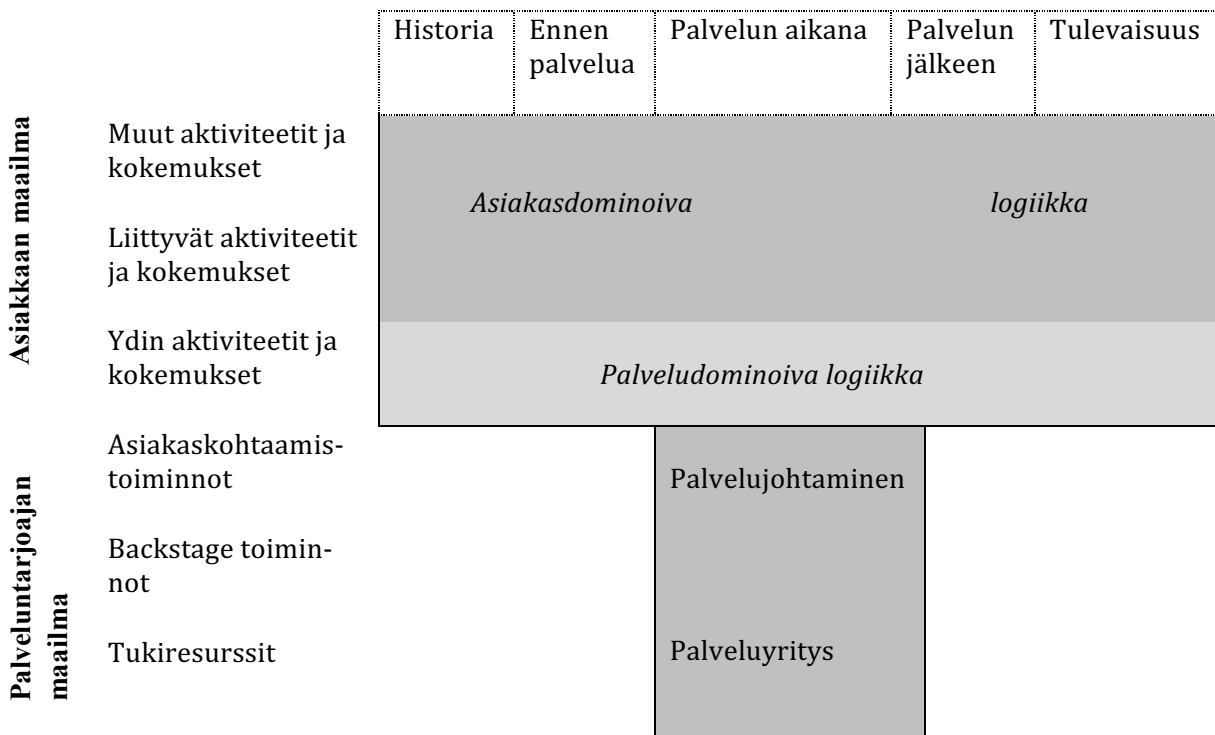 Historia
Ennen
palvelua
Palvelun aikana
Palvelun
jälkeen
Tulevaisuus
Asiakkaan maailma
Muut aktiviteetit ja
kokemukset
Asiakasdominoiva logiikka
Liittyvät aktiviteetit
ja kokemukset
Ydin aktiviteetit ja
kokemukset
Palveludominoiva logiikka
Palveluntarjoajan
maailma
Asiakaskohtaamis-
toiminnot
Palvelujohtaminen
Backstage toimin-
not
Tukiresurssit
Palveluyritys